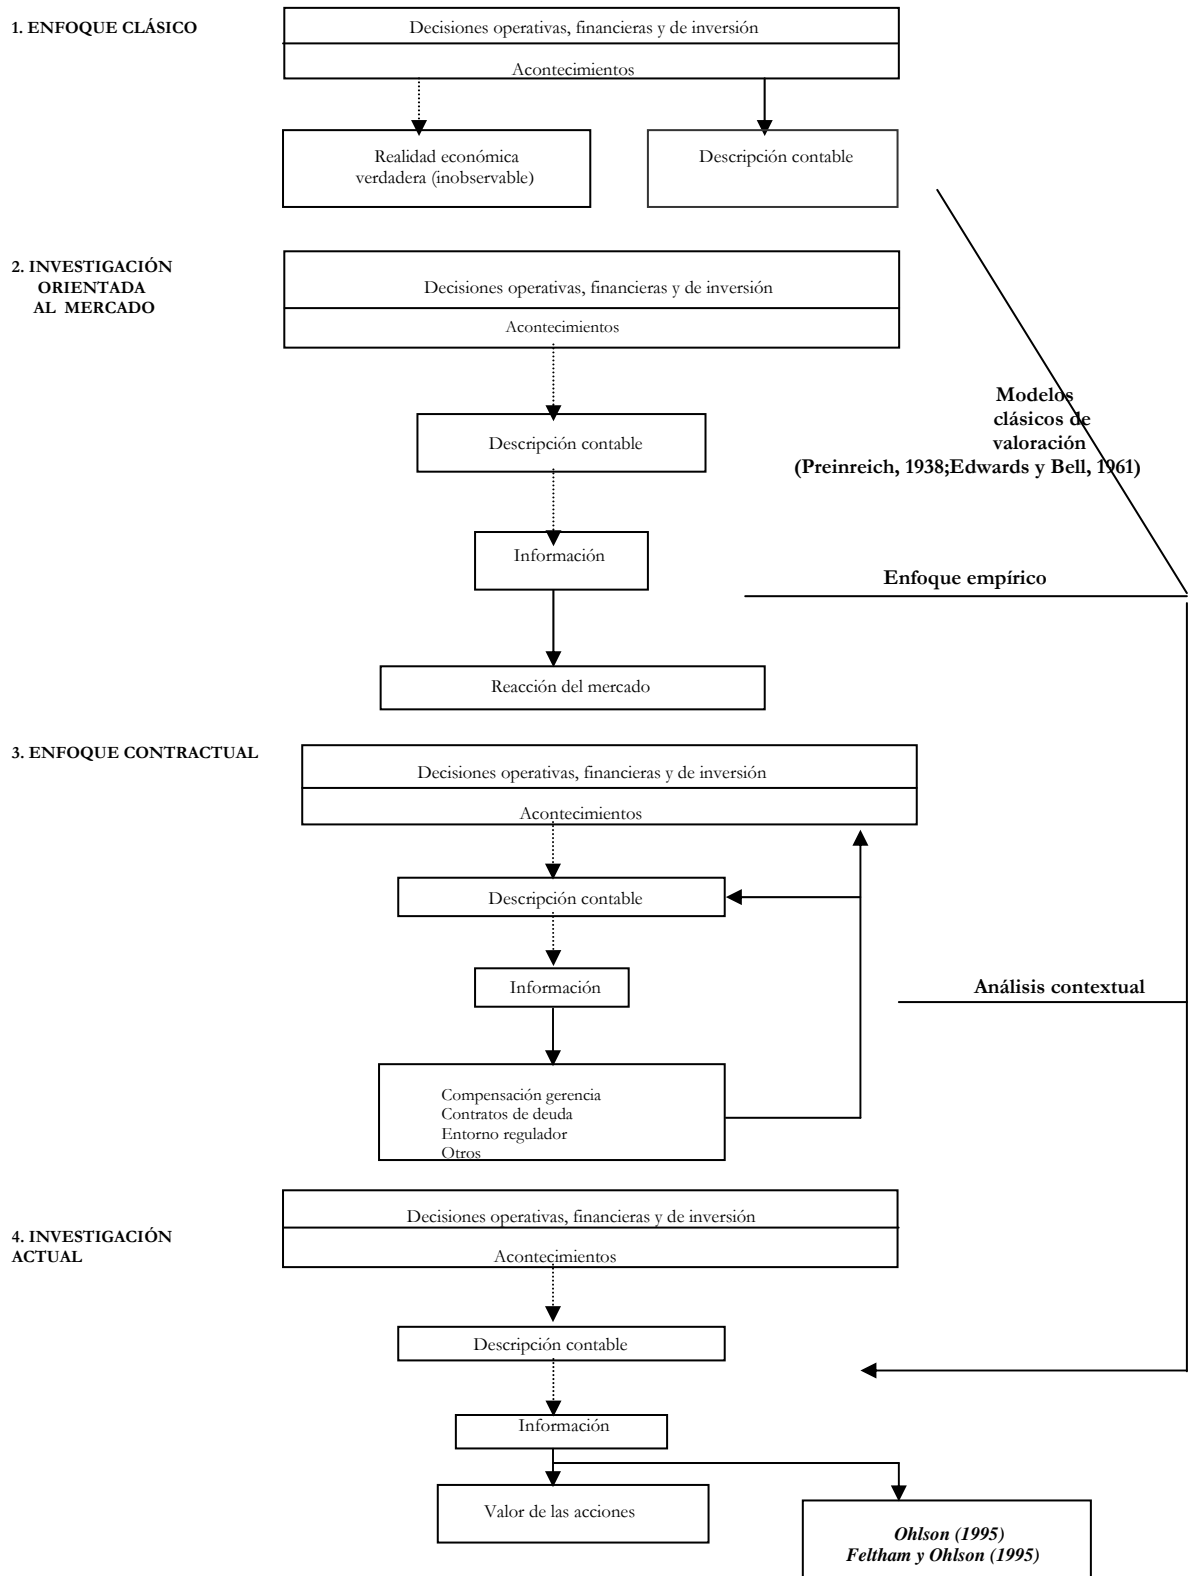 1. ENFOQUE CLÁSICO
Decisiones operativas, financieras y de inversión
Acontecimientos
Realidad económica
verdadera (inobservable)
Descripción contable
2. INVESTIGACIÓN
ORIENTADA
AL MERCADO
Decisiones operativas, financieras y de inversión
Acontecimientos
Descripción contable
Información
Reacción del mercado
Modelos
clásicos de
valoración
(Preinreich, 1938;Edwards y Bell, 1961)
Enfoque empírico
3. ENFOQUE CONTRACTUAL
Decisiones operativas, financieras y de inversión
Acontecimientos
Descripción contable
Información
Compensación gerencia
Contratos de deuda
Entorno regulador
Otros
Análisis contextual
4. INVESTIGACIÓN
ACTUAL
Decisiones operativas, financieras y de inversión
Acontecimientos
Descripción contable
Información
Valor de las acciones
Ohlson (1995)
Feltham y Ohlson (1995)